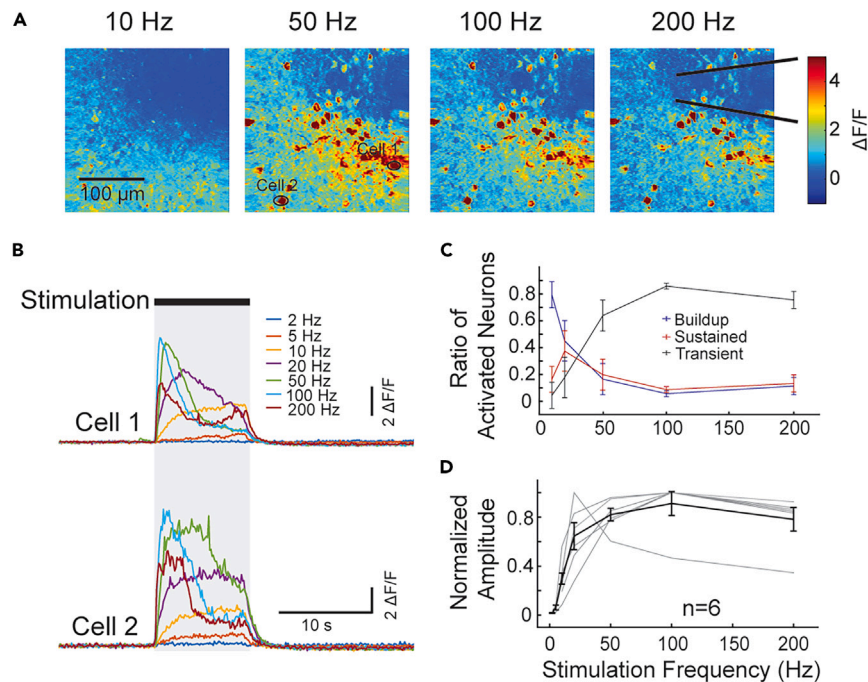 A
10 Hz 50 Hz 100 Hz 200 Hz
Cell 1
Cell 2
100 µm
4
2
0
ΔF/F
B
Stimulation
2 Hz
5 Hz
10 Hz
20 Hz
50 Hz
100 Hz
200 Hz
2 ΔF/F
Cell 1
Cell 2
10 s
2 ΔF/F
C
Ratio of
Activated Neurons
0.8
0.6
0.4
0.2
0
Buildup
Sustained
Transient
0 50 100 150 200
D
Normalized
Amplitude
0.8
0.4
0
n=6
0 50 100 150 200
Stimulation Frequency (Hz)